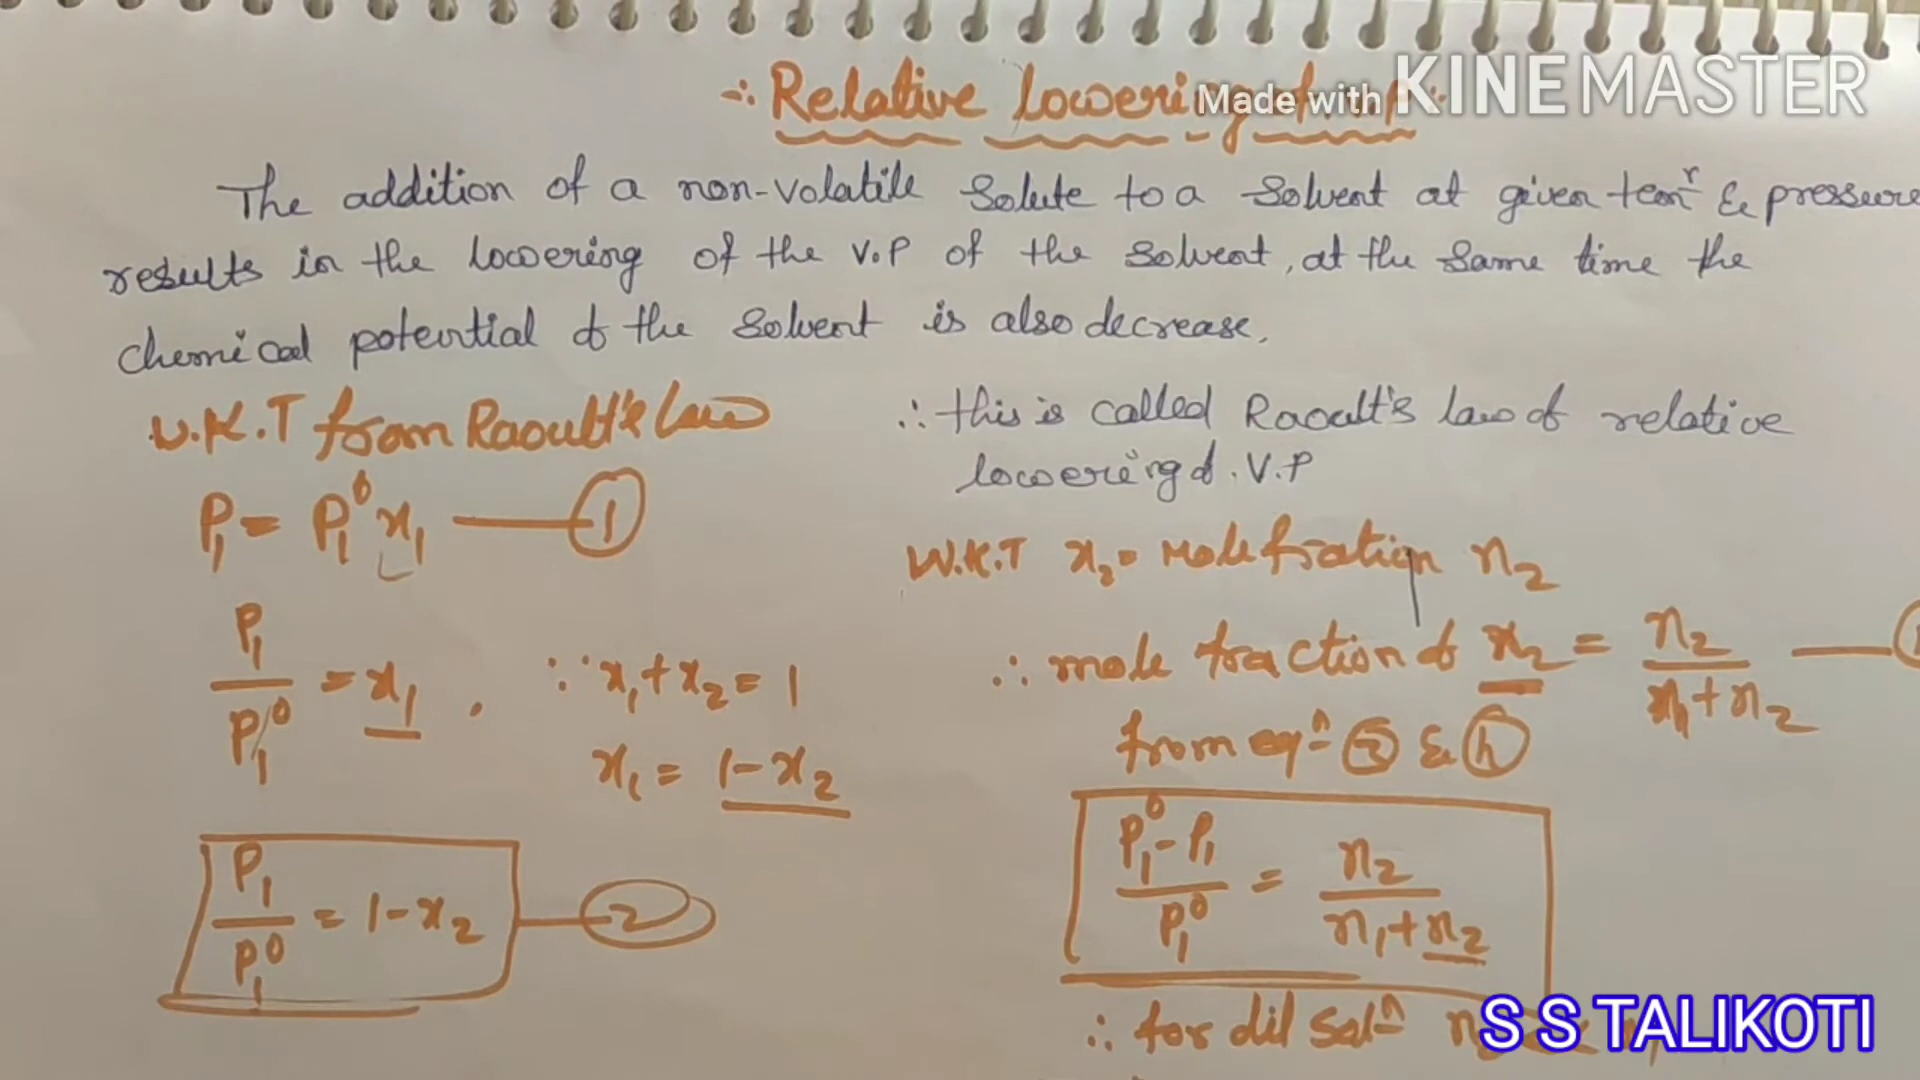 ∴ Relative lowering of V.P
Made with KINEMASTER
The addition of a non-volatile Solute to a Solvent at given temʳ & pressure
results in the lowering of the V.P of the Solvent, at the same time the
chemical potential of the Solvent is also decrease.
W.K.T from Raoult's Law
P₁ = P₁⁰ x₁ — ①
P₁/P₁⁰ = x₁ , ∵ x₁ + x₂ = 1
x₁ = 1 - x₂
P₁/P₁⁰ = 1 - x₂ — ②
∴ this is called Raoult's law of relative
lowering of V.P
W.K.T x₂ = Mole fration n₂
∴ mole fraction of x₂ = n₂/n₁ + n₂
from eqⁿ &
P₁⁰ - P₁/P₁⁰ = n₂/n₁ + n₂
∴ for dil solⁿ
S S TALIKOTI